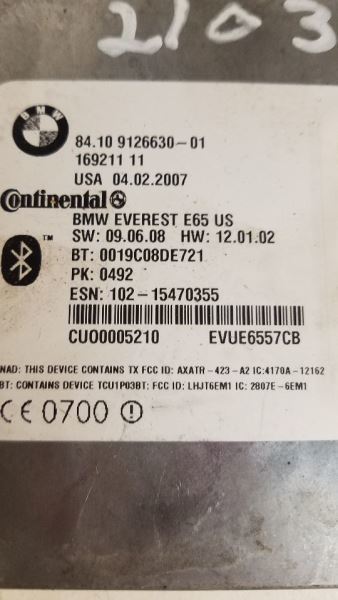 2103
BMW
84.10 9126630-01
169211 11
USA 04.02.2007
Continental
BMW EVEREST E65 US
™
SW: 09.06.08 HW: 12.01.02
BT: 0019C08DE721
PK: 0492
ESN: 102-15470355
CU00005210 EVUE6557CB
NAD: THIS DEVICE CONTAINS TX FCC ID: AXATR-423-A2 IC:4170A-12162
BT: CONTAINS DEVICE TCU1P03BT: FCC ID: LHJT6EM1 IC: 2807E-6EM1
CE 0700